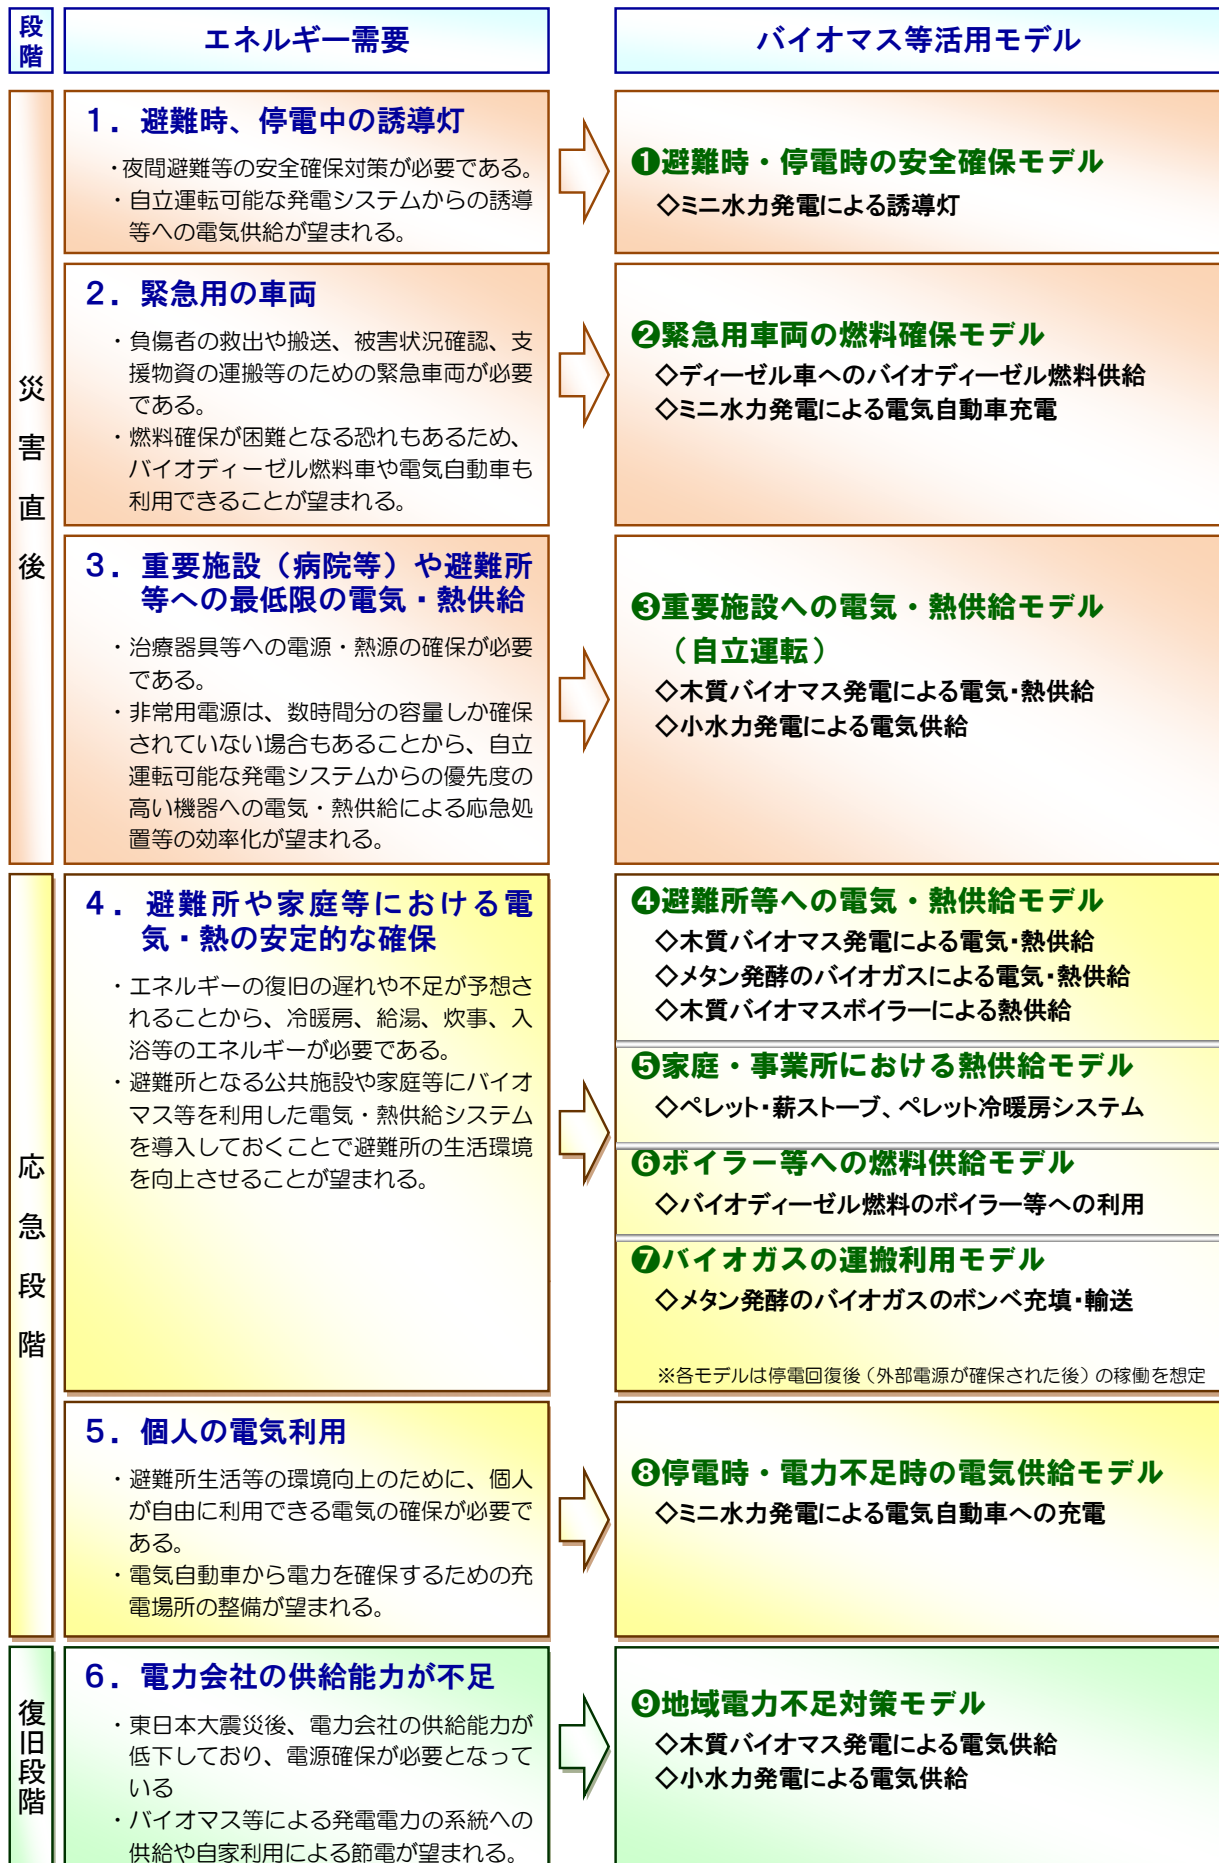 段階
エネルギー需要
バイオマス等活用モデル
災害直後
１．避難時、停電中の誘導灯
・夜間避難等の安全確保対策が必要である。
・自立運転可能な発電システムからの誘導
等への電気供給が望まれる。
❶避難時・停電時の安全確保モデル
◇ミニ水力発電による誘導灯
２．緊急用の車両
・負傷者の救出や搬送、被害状況確認、支
援物資の運搬等のための緊急車両が必要
である。
・燃料確保が困難となる恐れもあるため、
バイオディーゼル燃料車や電気自動車も
利用できることが望まれる。
❷緊急用車両の燃料確保モデル
◇ディーゼル車へのバイオディーゼル燃料供給
◇ミニ水力発電による電気自動車充電
３．重要施設（病院等）や避難所
等への最低限の電気・熱供給
・治療器具等への電源・熱源の確保が必要
である。
・非常用電源は、数時間分の容量しか確保
されていない場合もあることから、自立
運転可能な発電システムからの優先度の
高い機器への電気・熱供給による応急処
置等の効率化が望まれる。
❸重要施設への電気・熱供給モデル
（自立運転）
◇木質バイオマス発電による電気・熱供給
◇小水力発電による電気供給
応急段階
４．避難所や家庭等における電
気・熱の安定的な確保
・エネルギーの復旧の遅れや不足が予想さ
れることから、冷暖房、給湯、炊事、入
浴等のエネルギーが必要である。
・避難所となる公共施設や家庭等にバイオ
マス等を利用した電気・熱供給システム
を導入しておくことで避難所の生活環境
を向上させることが望まれる。
❹避難所等への電気・熱供給モデル
◇木質バイオマス発電による電気・熱供給
◇メタン発酵のバイオガスによる電気・熱供給
◇木質バイオマスボイラーによる熱供給
❺家庭・事業所における熱供給モデル
◇ペレット・薪ストーブ、ペレット冷暖房システム
❻ボイラー等への燃料供給モデル
◇バイオディーゼル燃料のボイラー等への利用
❼バイオガスの運搬利用モデル
◇メタン発酵のバイオガスのボンベ充填・輸送
※各モデルは停電回復後（外部電源が確保された後）の稼働を想定
５．個人の電気利用
・避難所生活等の環境向上のために、個人
が自由に利用できる電気の確保が必要で
ある。
・電気自動車から電力を確保するための充
電場所の整備が望まれる。
❽停電時・電力不足時の電気供給モデル
◇ミニ水力発電による電気自動車への充電
復旧段階
６．電力会社の供給能力が不足
・東日本大震災後、電力会社の供給能力が
低下しており、電源確保が必要となって
いる
・バイオマス等による発電電力の系統への
供給や自家利用による節電が望まれる。
❾地域電力不足対策モデル
◇木質バイオマス発電による電気供給
◇小水力発電による電気供給